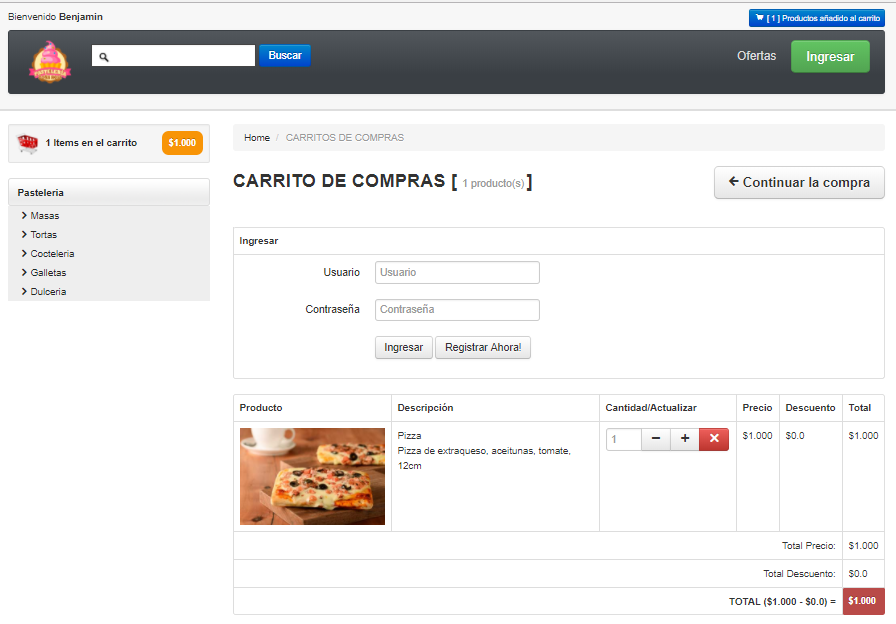 Bienvenido Benjamin
[ 1 ] Productos añadido al carrito
PASTELERIA
Buscar
Ofertas
Ingresar
1 Items en el carrito
$1.000
Pasteleria
Masas
Tortas
Cocteleria
Galletas
Dulceria
Home / CARRITOS DE COMPRAS
CARRITO DE COMPRAS [ 1 producto(s) ]
Continuar la compra
Ingresar
Usuario
Usuario
Contraseña
Contraseña
Ingresar
Registrar Ahora!
Producto
Descripción
Cantidad/Actualizar
Precio
Descuento
Total
Pizza
Pizza de extraqueso, aceitunas, tomate,
12cm
1
$1.000
$0.0
$1.000
Total Precio: $1.000
Total Descuento: $0.0
TOTAL ($1.000 - $0.0) = $1.000